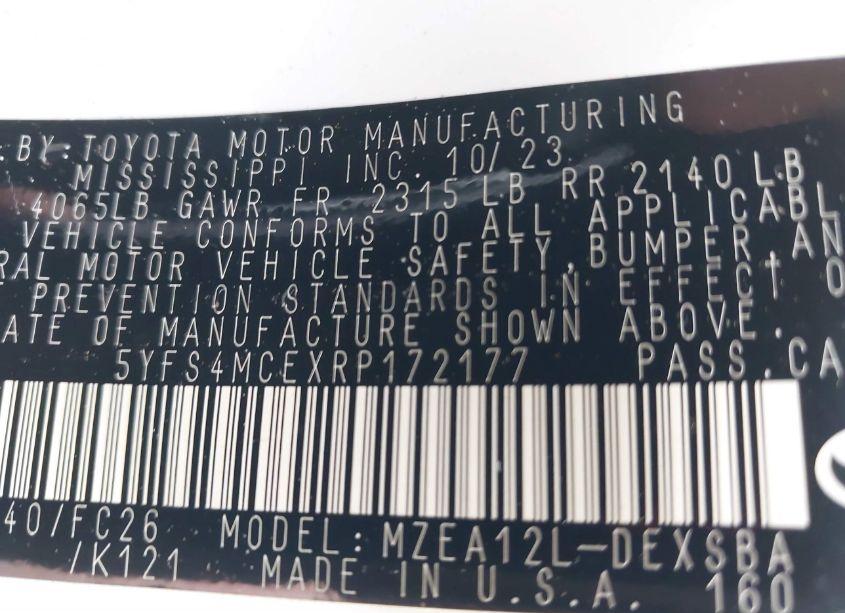 . BY: TOYOTA MOTOR MANUFACTURING
MISSISSIPPI INC. 10/23
4065LB GAWR FR 2315 LB RR 2140 LB
VEHICLE CONFORMS TO ALL APPLICABL
RAL MOTOR VEHICLE SAFETY, BUMPER, AN
PREVENTION STANDARDS IN EFFECT O
ATE OF MANUFACTURE SHOWN ABOVE.
5YFS4MCEXRP172177 PASS.CA
40/FC26 MODEL: MZEA12L-DEXSBA
/K121 MADE IN U.S.A. 160